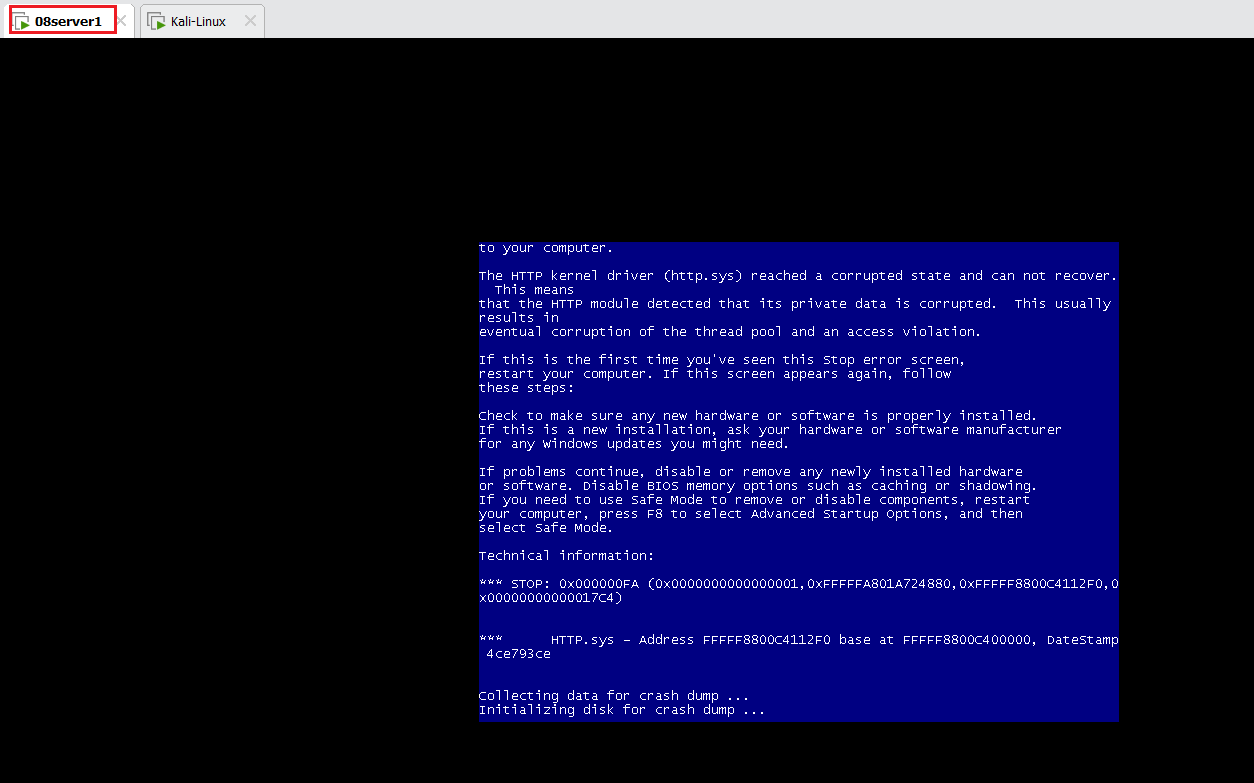 08server1
Kali-Linux
to your computer.
The HTTP kernel driver (http.sys) reached a corrupted state and can not recover.
This means
that the HTTP module detected that its private data is corrupted.  This usually
results in
eventual corruption of the thread pool and an access violation.
If this is the first time you've seen this Stop error screen,
restart your computer. If this screen appears again, follow
these steps:
Check to make sure any new hardware or software is properly installed.
If this is a new installation, ask your hardware or software manufacturer
for any Windows updates you might need.
If problems continue, disable or remove any newly installed hardware
or software. Disable BIOS memory options such as caching or shadowing.
If you need to use Safe Mode to remove or disable components, restart
your computer, press F8 to select Advanced Startup Options, and then
select Safe Mode.
Technical information:
*** STOP: 0x000000FA (0x0000000000000001,0xFFFFFA801A724880,0xFFFFF8800C4112F0,0
x00000000000017C4)
***      HTTP.sys - Address FFFFF8800C4112F0 base at FFFFF8800C400000, DateStamp
4ce793ce
Collecting data for crash dump ...
Initializing disk for crash dump ...